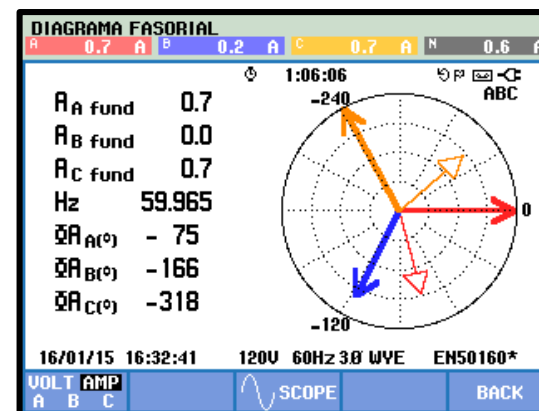 DIAGRAMA FASORIAL
A 0.7 A B 0.2 A C 0.7 A N 0.6 A
1:06:06
ABC
A A fund 0.7
A B fund 0.0
A C fund 0.7
Hz 59.965
ΦA A(°) - 75
ΦA B(°) -166
ΦA C(°) -318
-240
0
-120
16/01/15 16:32:41 120V 60Hz 3Ø WYE EN50160*
VOLT AMP
A B C
SCOPE
BACK